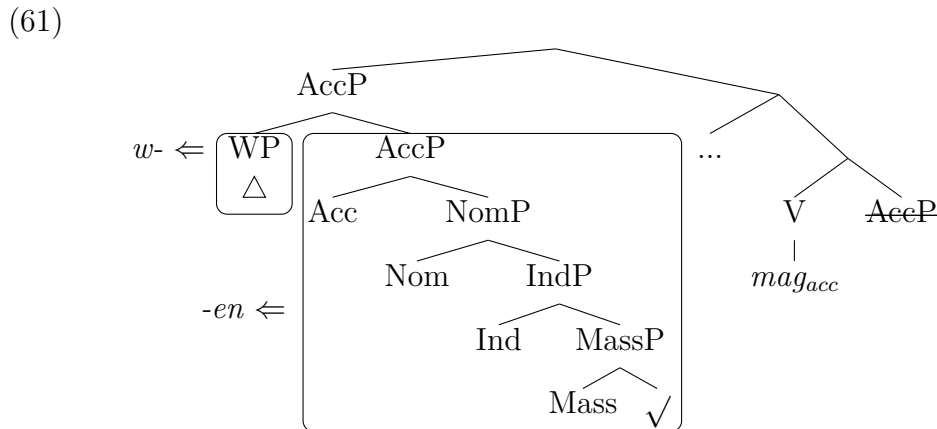 (61)
AccP
w- ⇐ WP AccP ...
△ Acc NomP V AccP
Nom IndP mag_acc
-en ⇐
Ind MassP
Mass √